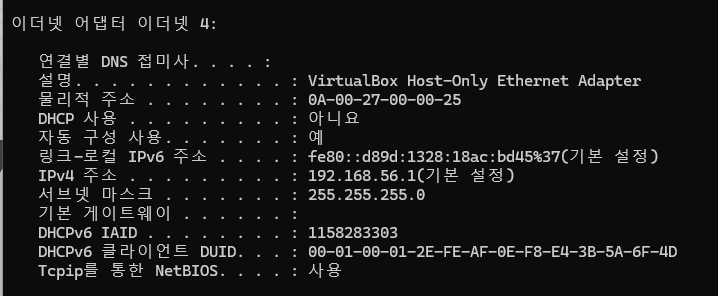 이더넷 어댑터 이더넷 4:
연결별 DNS 접미사. . . . :
설명. . . . . . . . . . . . : VirtualBox Host-Only Ethernet Adapter
물리적 주소 . . . . . . . . : 0A-00-27-00-00-25
DHCP 사용 . . . . . . . . . : 아니요
자동 구성 사용. . . . . . . : 예
링크-로컬 IPv6 주소 . . . . : fe80::d89d:1328:18ac:bd45%37(기본 설정)
IPv4 주소 . . . . . . . . . : 192.168.56.1(기본 설정)
서브넷 마스크 . . . . . . . : 255.255.255.0
기본 게이트웨이 . . . . . . :
DHCPv6 IAID . . . . . . . . : 1158283303
DHCPv6 클라이언트 DUID. . . : 00-01-00-01-2E-FE-AF-0E-F8-E4-3B-5A-6F-4D
Tcpip를 통한 NetBIOS. . . . : 사용